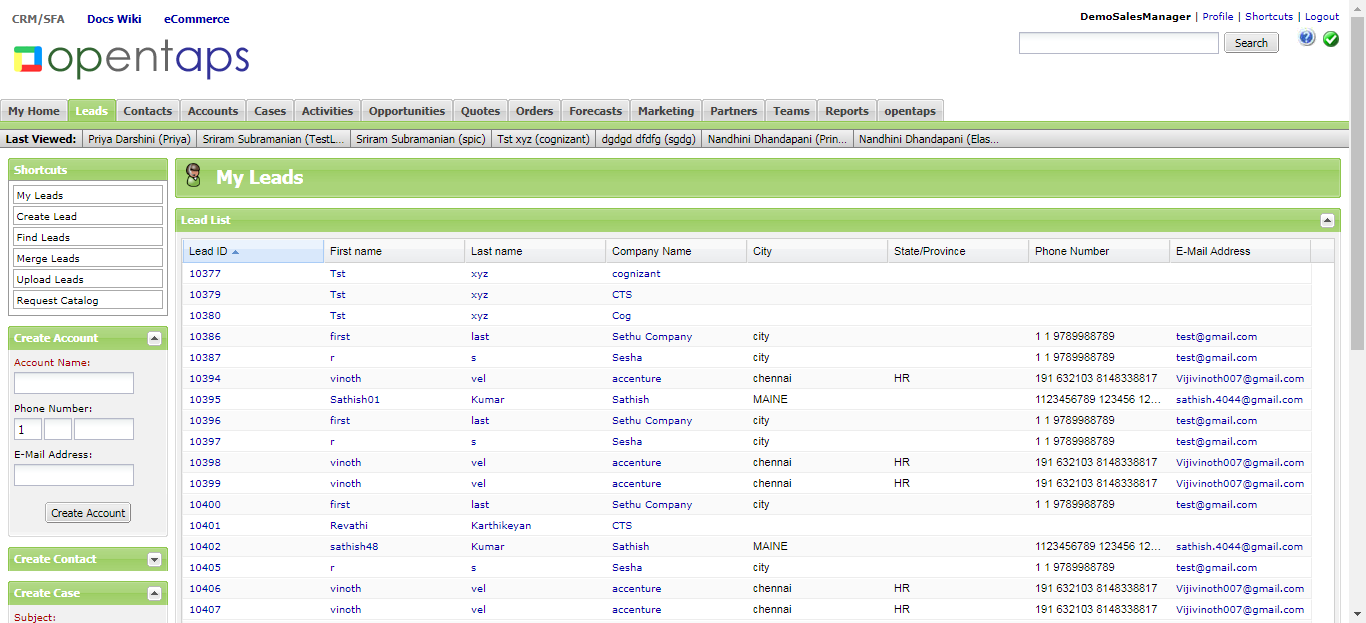 CRM/SFA Docs Wiki eCommerce
DemoSalesManager | Profile | Shortcuts | Logout
opentaps
Search
My Home Leads Contacts Accounts Cases Activities Opportunities Quotes Orders Forecasts Marketing Partners Teams Reports opentaps
Last Viewed: Priya Darshini (Priya) Sriram Subramanian (TestL... Sriram Subramanian (spic) Tst xyz (cognizant) dgdgd dfdfg (sgdg) Nandhini Dhandapani (Prin... Nandhini Dhandapani (Elas...
Shortcuts
My Leads
Create Lead
Find Leads
Merge Leads
Upload Leads
Request Catalog
Create Account
Account Name:
Phone Number:
1
E-Mail Address:
Create Account
Create Contact
Create Case
Subject:
My Leads
Lead List
Lead ID First name Last name Company Name City State/Province Phone Number E-Mail Address
10377 Tst xyz cognizant
10379 Tst xyz CTS
10380 Tst xyz Cog
10386 first last Sethu Company city 1 1 9789988789 test@gmail.com
10387 r s Sesha city 1 1 9789988789 test@gmail.com
10394 vinoth vel accenture chennai HR 191 632103 8148338817 Vijivinoth007@gmail.com
10395 Sathish01 Kumar Sathish MAINE 1123456789 123456 12... sathish.4044@gmail.com
10396 first last Sethu Company city 1 1 9789988789 test@gmail.com
10397 r s Sesha city 1 1 9789988789 test@gmail.com
10398 vinoth vel accenture chennai HR 191 632103 8148338817 Vijivinoth007@gmail.com
10399 vinoth vel accenture chennai HR 191 632103 8148338817 Vijivinoth007@gmail.com
10400 first last Sethu Company city 1 1 9789988789 test@gmail.com
10401 Revathi Karthikeyan CTS
10402 sathish48 Kumar Sathish MAINE 1123456789 123456 12... sathish.4044@gmail.com
10405 r s Sesha city 1 1 9789988789 test@gmail.com
10406 vinoth vel accenture chennai HR 191 632103 8148338817 Vijivinoth007@gmail.com
10407 vinoth vel accenture chennai HR 191 632103 8148338817 Vijivinoth007@gmail.com